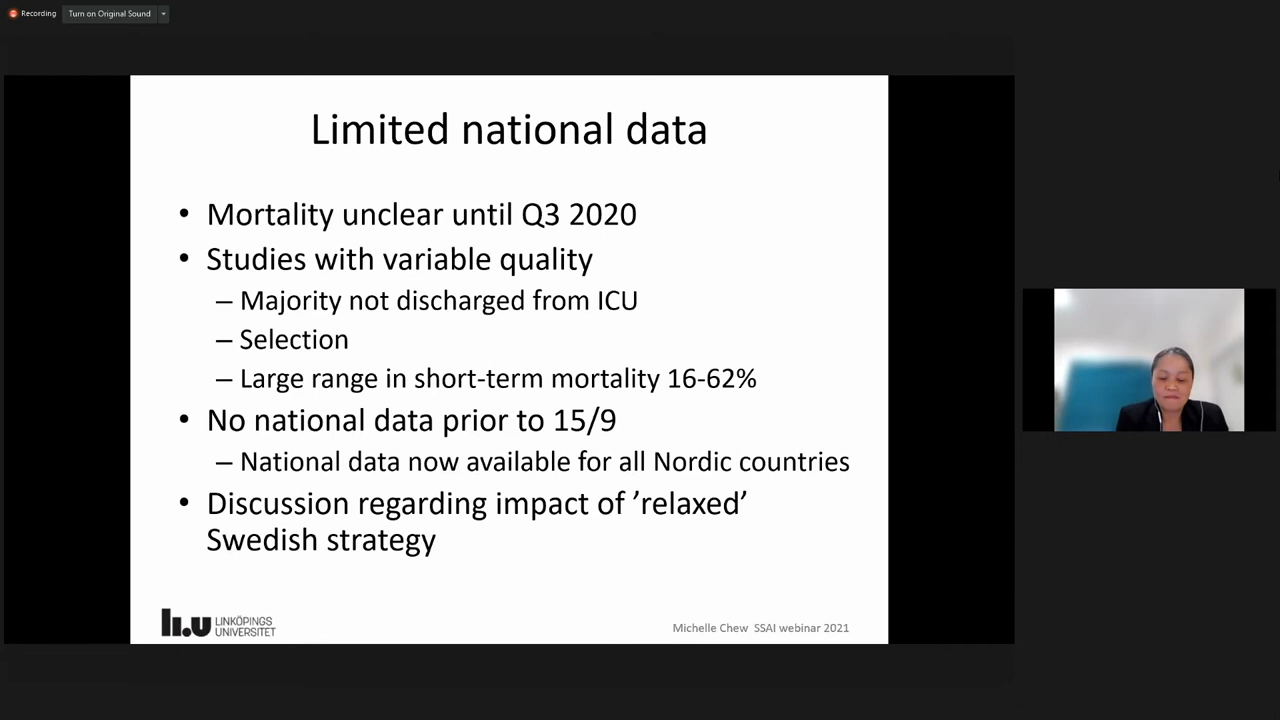 Recording
Turn on Original Sound
Limited national data
• Mortality unclear until Q3 2020
• Studies with variable quality
– Majority not discharged from ICU
– Selection
– Large range in short-term mortality 16-62%
• No national data prior to 15/9
– National data now available for all Nordic countries
• Discussion regarding impact of ’relaxed’
Swedish strategy
LINKÖPINGS
UNIVERSITET
Michelle Chew SSAI webinar 2021